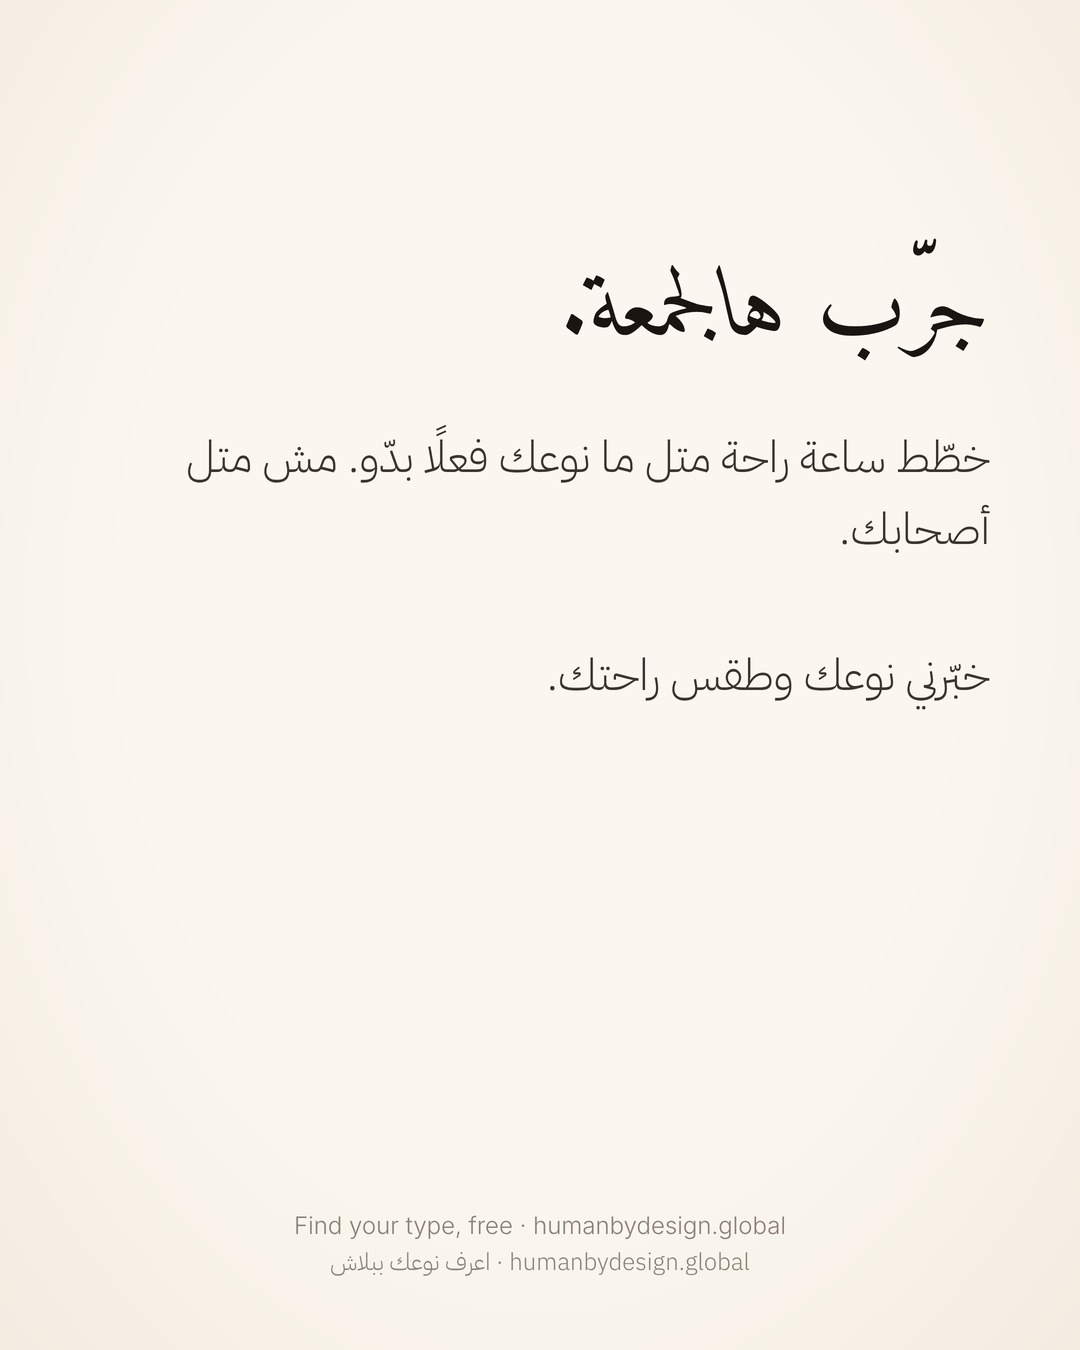 جرّب هالجمعة.
خطّط ساعة راحة متل ما نوعك فعلًا بدّو. مش متل
أصحابك.
خبّرني نوعك وطقس راحتك.
Find your type, free · humanbydesign.global
اعرف نوعك ببلاش · humanbydesign.global